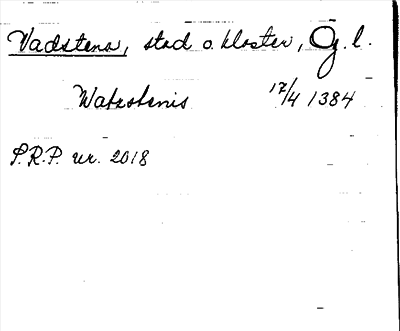 Vadstena, stad o. kloster, Ög. l.
Watzstenis 17/4 1384
S.R.P. nr. 2018